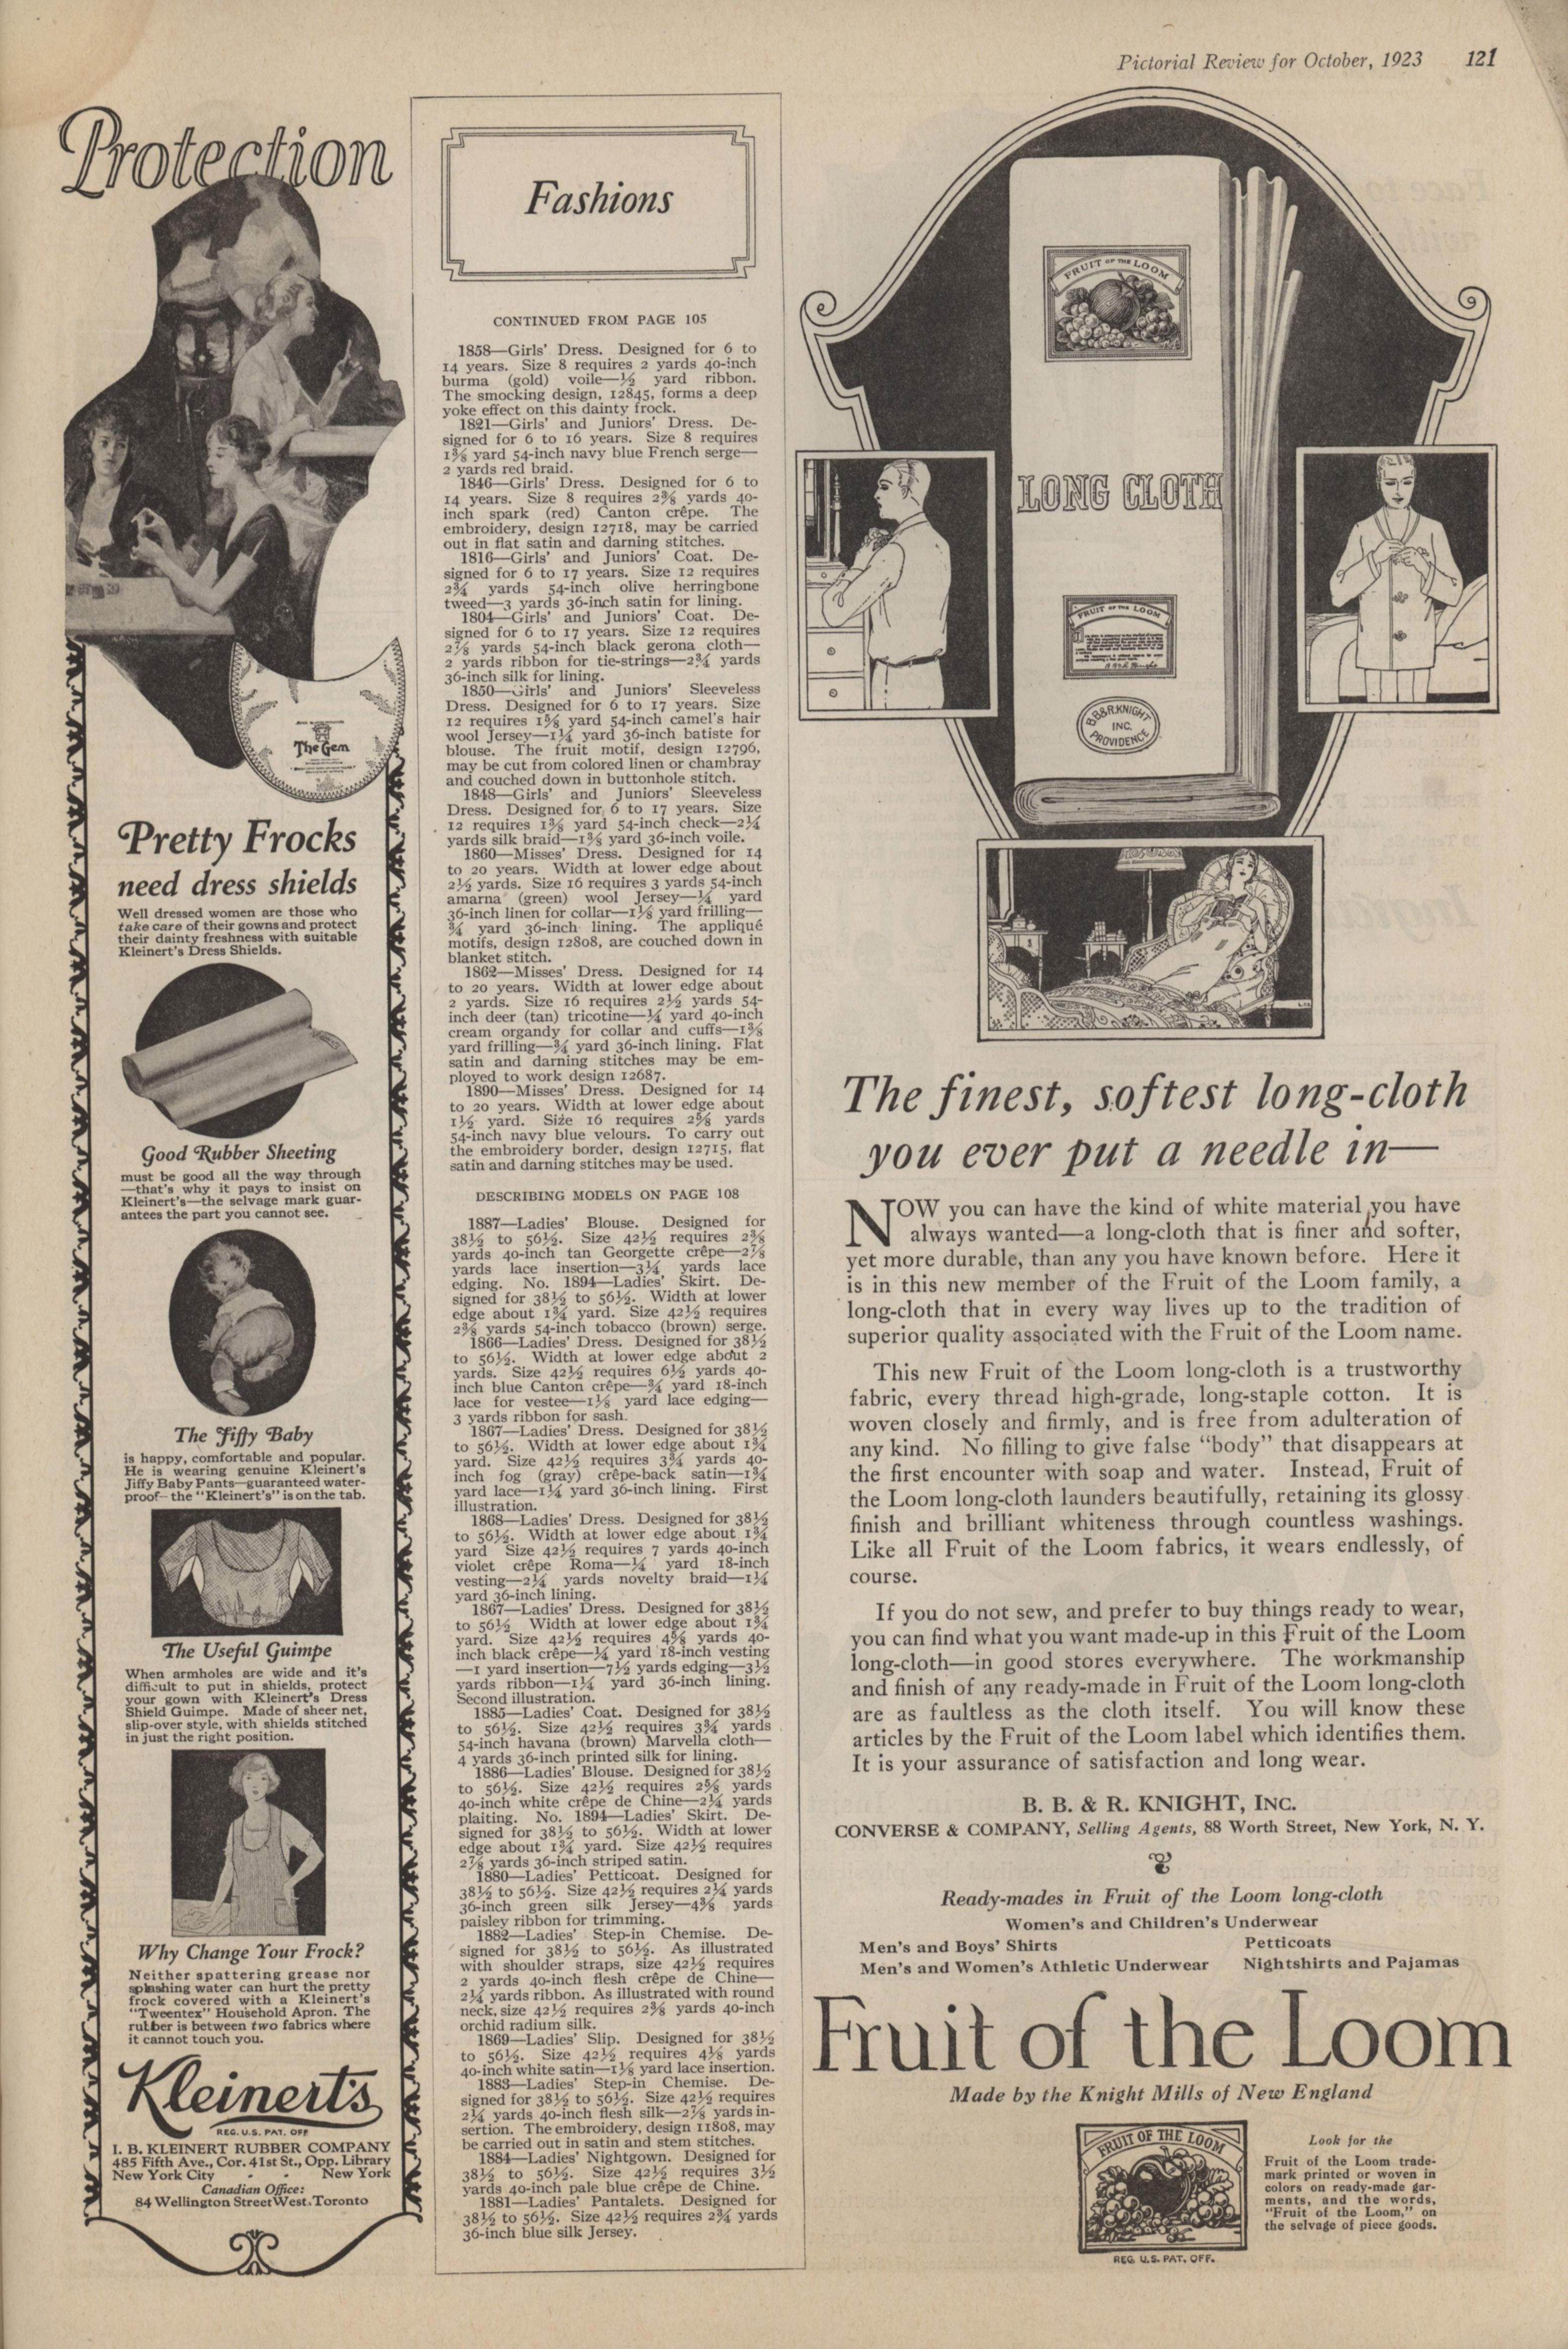 Pictorial Review for October, 1923 121
Protection
The Gem
Pretty Frocks
need dress shields
Well dressed women are those who
take care of their gowns and protect
their dainty freshness with suitable
Kleinert's Dress Shields.
Good Rubber Sheeting
must be good all the way through
—that's why it pays to insist on
Kleinert's—the selvage mark guar-
antees the part you cannot see.
The Jiffy Baby
is happy, comfortable and popular.
He is wearing genuine Kleinert's
Jiffy Baby Pants—guaranteed water-
proof—the "Kleinert's" is on the tab.
The Useful Guimpe
When armholes are wide and it's
difficult to put in shields, protect
your gown with Kleinert's Dress
Shield Guimpe. Made of sheer net,
slip-over style, with shields stitched
in just the right position.
Why Change Your Frock?
Neither spattering grease nor
splashing water can hurt the pretty
frock covered with a Kleinert's
"Tweentex" Household Apron. The
rubber is between two fabrics where
it cannot touch you.
Kleinert's
REG. U.S. PAT. OFF
I. B. KLEINERT RUBBER COMPANY
485 Fifth Ave., Cor. 41st St., Opp. Library
New York City - - New York
Canadian Office:
84 Wellington Street West. Toronto
Fashions
CONTINUED FROM PAGE 105
1858—Girls' Dress. Designed for 6 to
14 years. Size 8 requires 2 yards 40-inch
burma (gold) voile—½ yard ribbon.
The smocking design, 12845, forms a deep
yoke effect on this dainty frock.
1821—Girls' and Juniors' Dress. De-
signed for 6 to 16 years. Size 8 requires
1⅜ yard 54-inch navy blue French serge—
2 yards red braid.
1846—Girls' Dress. Designed for 6 to
14 years. Size 8 requires 2⅜ yards 40-
inch spark (red) Canton crêpe. The
embroidery, design 12718, may be carried
out in flat satin and darning stitches.
1816—Girls' and Juniors' Coat. De-
signed for 6 to 17 years. Size 12 requires
2¾ yards 54-inch olive herringbone
tweed—3 yards 36-inch satin for lining.
1804—Girls' and Juniors' Coat. De-
signed for 6 to 17 years. Size 12 requires
2⅞ yards 54-inch black gerona cloth—
2 yards ribbon for tie-strings—2¾ yards
36-inch silk for lining.
1850—Girls' and Juniors' Sleeveless
Dress. Designed for 6 to 17 years. Size
12 requires 1⅝ yard 54-inch camel's hair
wool Jersey—1¼ yard 36-inch batiste for
blouse. The fruit motif, design 12796,
may be cut from colored linen or chambray
and couched down in buttonhole stitch.
1848—Girls' and Juniors' Sleeveless
Dress. Designed for 6 to 17 years. Size
12 requires 1⅜ yard 54-inch check—2¼
yards silk braid—1⅜ yard 36-inch voile.
1860—Misses' Dress. Designed for 14
to 20 years. Width at lower edge about
2½ yards. Size 16 requires 3 yards 54-inch
amarna (green) wool Jersey—¼ yard
36-inch linen for collar—1⅛ yard frilling—
¾ yard 36-inch lining. The appliqué
motifs, design 12808, are couched down in
blanket stitch.
1862—Misses' Dress. Designed for 14
to 20 years. Width at lower edge about
2 yards. Size 16 requires 2½ yards 54-
inch deer (tan) tricotine—¼ yard 40-inch
cream organdy for collar and cuffs—1⅜
yard frilling—¾ yard 36-inch lining. Flat
satin and darning stitches may be em-
ployed to work design 12687.
1890—Misses' Dress. Designed for 14
to 20 years. Width at lower edge about
1½ yard. Size 16 requires 2⅝ yards
54-inch navy blue velours. To carry out
the embroidery border, design 12715, flat
satin and darning stitches may be used.
DESCRIBING MODELS ON PAGE 108
1887—Ladies' Blouse. Designed for
38½ to 56½. Size 42½ requires 2⅜
yards 40-inch tan Georgette crêpe—2⅞
yards lace insertion—3¼ yards lace
edging. No. 1894—Ladies' Skirt. De-
signed for 38½ to 56½. Width at lower
edge about 1¾ yard. Size 42½ requires
2⅜ yards 54-inch tobacco (brown) serge.
1866—Ladies' Dress. Designed for 38½
to 56½. Width at lower edge about 2
yards. Size 42½ requires 6½ yards 40-
inch blue Canton crêpe—¾ yard 18-inch
lace for vestee—1⅛ yard lace edging—
3 yards ribbon for sash.
1867—Ladies' Dress. Designed for 38½
to 56½. Width at lower edge about 1¾
yard. Size 42½ requires 3¾ yards 40-
inch fog (gray) crêpe-back satin—1¾
yard lace—1¼ yard 36-inch lining. First
illustration.
1868—Ladies' Dress. Designed for 38½
to 56½. Width at lower edge about 1¾
yard Size 42½ requires 7 yards 40-inch
violet crêpe Roma—¼ yard 18-inch
vesting—2¼ yards novelty braid—1¼
yard 36-inch lining.
1867—Ladies' Dress. Designed for 38½
to 56½ Width at lower edge about 1¾
yard. Size 42½ requires 4⅝ yards 40-
inch black crêpe—¼ yard 18-inch vesting
—1 yard insertion—7½ yards edging—3½
yards ribbon—1¼ yard 36-inch lining.
Second illustration.
1885—Ladies' Coat. Designed for 38½
to 56½. Size 42½ requires 3¾ yards
54-inch havana (brown) Marvella cloth—
4 yards 36-inch printed silk for lining.
1886—Ladies' Blouse. Designed for 38½
to 56½. Size 42½ requires 2⅝ yards
40-inch white crêpe de Chine—2¼ yards
plaiting. No. 1894—Ladies' Skirt. De-
signed for 38½ to 56½. Width at lower
edge about 1¾ yard. Size 42½ requires
2⅞ yards 36-inch striped satin.
1880—Ladies' Petticoat. Designed for
38½ to 56½. Size 42½ requires 2¼ yards
36-inch green silk Jersey—4⅜ yards
paisley ribbon for trimming.
1882—Ladies' Step-in Chemise. De-
signed for 38½ to 56½. As illustrated
with shoulder straps, size 42½ requires
2 yards 40-inch flesh crêpe de Chine—
2¼ yards ribbon. As illustrated with round
neck, size 42½ requires 2⅜ yards 40-inch
orchid radium silk.
1869—Ladies' Slip. Designed for 38½
to 56½. Size 42½ requires 4⅛ yards
40-inch white satin—1⅛ yard lace insertion.
1883—Ladies' Step-in Chemise. De-
signed for 38½ to 56½. Size 42½ requires
2¼ yards 40-inch flesh silk—2⅞ yards in-
sertion. The embroidery, design 11808, may
be carried out in satin and stem stitches.
1884—Ladies' Nightgown. Designed for
38½ to 56½. Size 42½ requires 3½
yards 40-inch pale blue crêpe de Chine.
1881—Ladies' Pantalets. Designed for
38½ to 56½. Size 42½ requires 2¾ yards
36-inch blue silk Jersey.
FRUIT OF THE LOOM
LONG CLOTH
FRUIT OF THE LOOM
B.B & R. KNIGHT
INC.
PROVIDENCE
The finest, softest long-cloth
you ever put a needle in—
NOW you can have the kind of white material you have
always wanted—a long-cloth that is finer and softer,
yet more durable, than any you have known before. Here it
is in this new member of the Fruit of the Loom family, a
long-cloth that in every way lives up to the tradition of
superior quality associated with the Fruit of the Loom name.
This new Fruit of the Loom long-cloth is a trustworthy
fabric, every thread high-grade, long-staple cotton. It is
woven closely and firmly, and is free from adulteration of
any kind. No filling to give false "body" that disappears at
the first encounter with soap and water. Instead, Fruit of
the Loom long-cloth launders beautifully, retaining its glossy
finish and brilliant whiteness through countless washings.
Like all Fruit of the Loom fabrics, it wears endlessly, of
course.
If you do not sew, and prefer to buy things ready to wear,
you can find what you want made-up in this Fruit of the Loom
long-cloth—in good stores everywhere. The workmanship
and finish of any ready-made in Fruit of the Loom long-cloth
are as faultless as the cloth itself. You will know these
articles by the Fruit of the Loom label which identifies them.
It is your assurance of satisfaction and long wear.
B. B. & R. KNIGHT, INC.
CONVERSE & COMPANY, Selling Agents, 88 Worth Street, New York, N. Y.
Ready-mades in Fruit of the Loom long-cloth
Women's and Children's Underwear
Men's and Boys' Shirts Petticoats
Men's and Women's Athletic Underwear Nightshirts and Pajamas
Fruit of the Loom
Made by the Knight Mills of New England
FRUIT OF THE LOOM
REG. U.S. PAT. OFF.
Look for the
Fruit of the Loom trade-
mark printed or woven in
colors on ready-made gar-
ments, and the words,
"Fruit of the Loom," on
the selvage of piece goods.